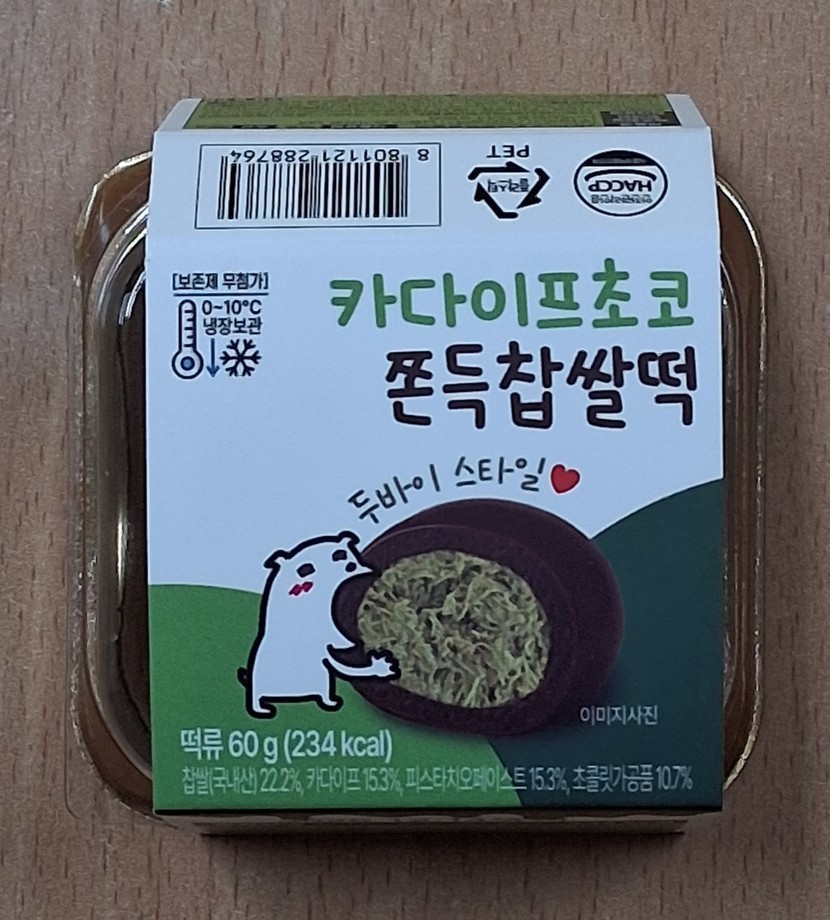 8 801121 288764
PET
플라스틱
HACCP
[보존제 무첨가]
0~10°C
냉장보관
카다이프초코
쫀득찹쌀떡
두바이 스타일
이미지사진
떡류 60 g (234 kcal)
찹쌀(국내산) 22.2%, 카다이프 15.3%, 피스타치오페이스트 15.3%, 초콜릿가공품 10.7%